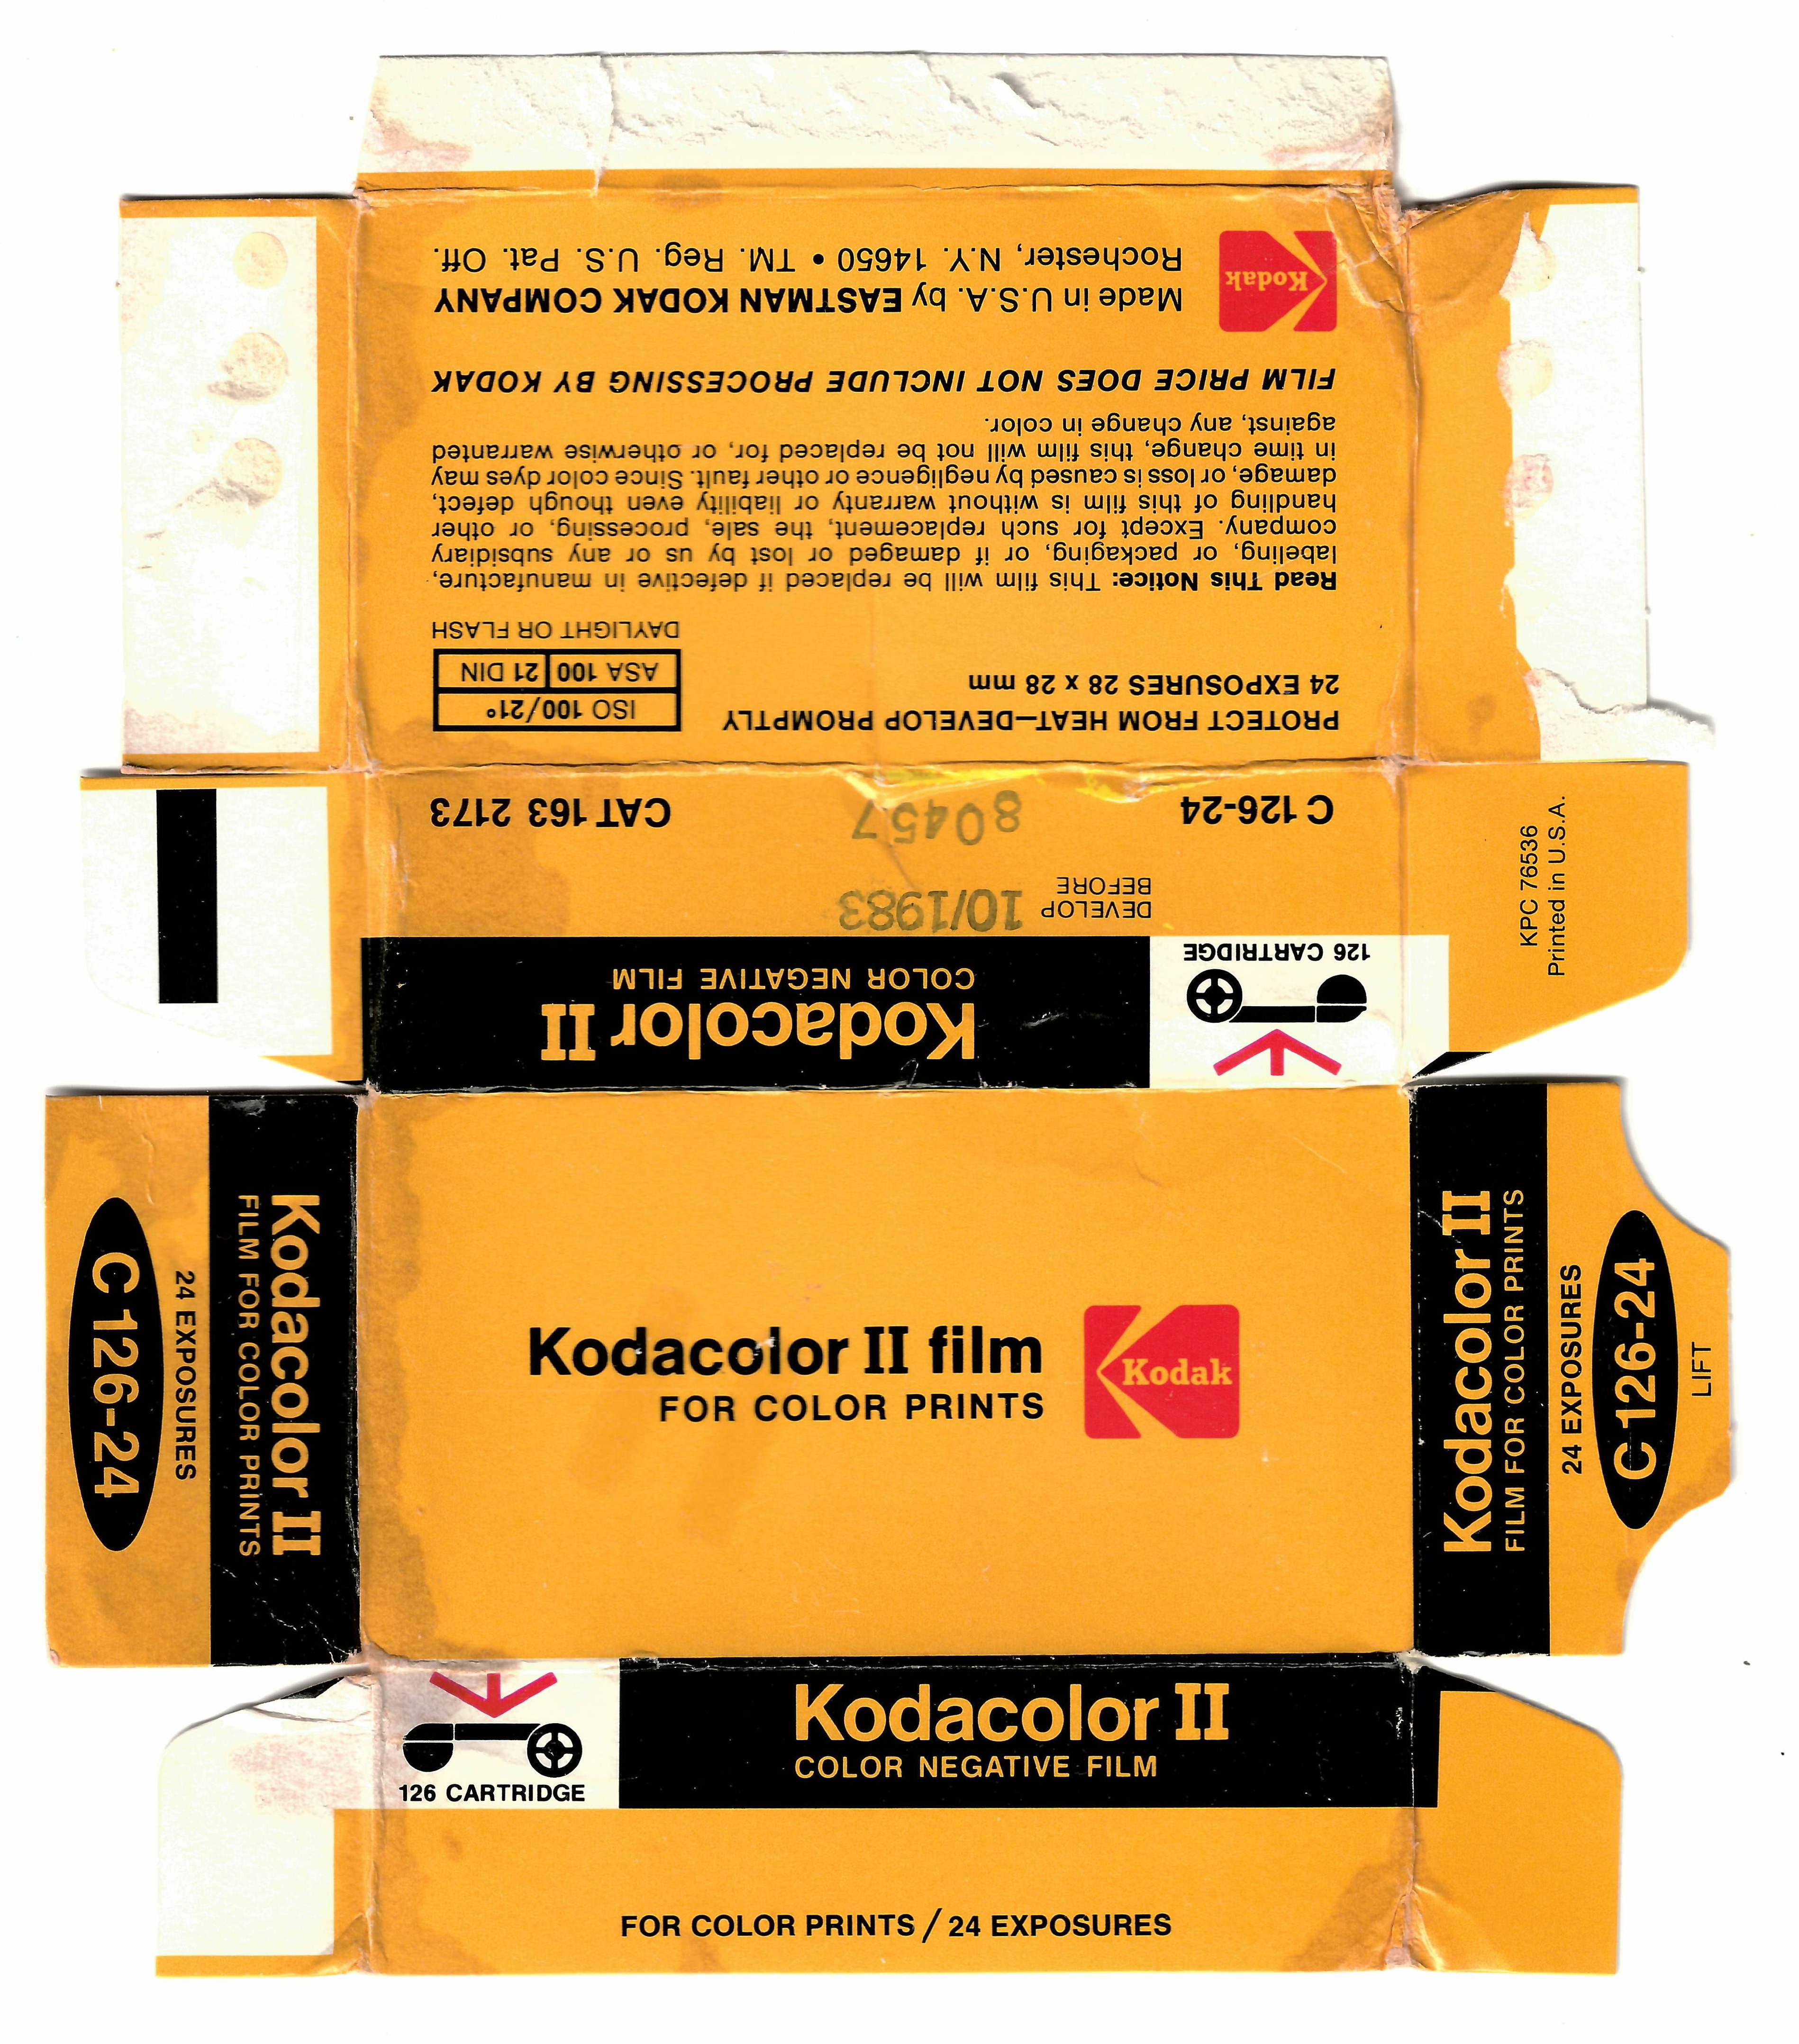 Made in U.S.A. by EASTMAN KODAK COMPANY
Rochester, N.Y. 14650 • TM. Reg. U.S. Pat. Off.
Kodak
FILM PRICE DOES NOT INCLUDE PROCESSING BY KODAK
Read This Notice: This film will be replaced if defective in manufacture,
labeling, or packaging, or if damaged or lost by us or any subsidiary
company. Except for such replacement, the sale, processing, or other
handling of this film is without warranty or liability even though defect,
damage, or loss is caused by negligence or other fault. Since color dyes may
in time change, this film will not be replaced for, or otherwise warranted
against, any change in color.
PROTECT FROM HEAT—DEVELOP PROMPTLY
24 EXPOSURES 28 x 28 mm
ISO 100/21°
ASA 100 21 DIN
DAYLIGHT OR FLASH
C 126-24
80457
CAT 163 2173
DEVELOP
BEFORE
10/1983
KPC 76536
Printed in U.S.A.
126 CARTRIDGE
Kodacolor II
COLOR NEGATIVE FILM
Kodacolor II
FILM FOR COLOR PRINTS
24 EXPOSURES
C 126-24
Kodacolor II film
FOR COLOR PRINTS
Kodak
Kodacolor II
FILM FOR COLOR PRINTS
24 EXPOSURES
C 126-24
LIFT
Kodacolor II
COLOR NEGATIVE FILM
126 CARTRIDGE
FOR COLOR PRINTS / 24 EXPOSURES